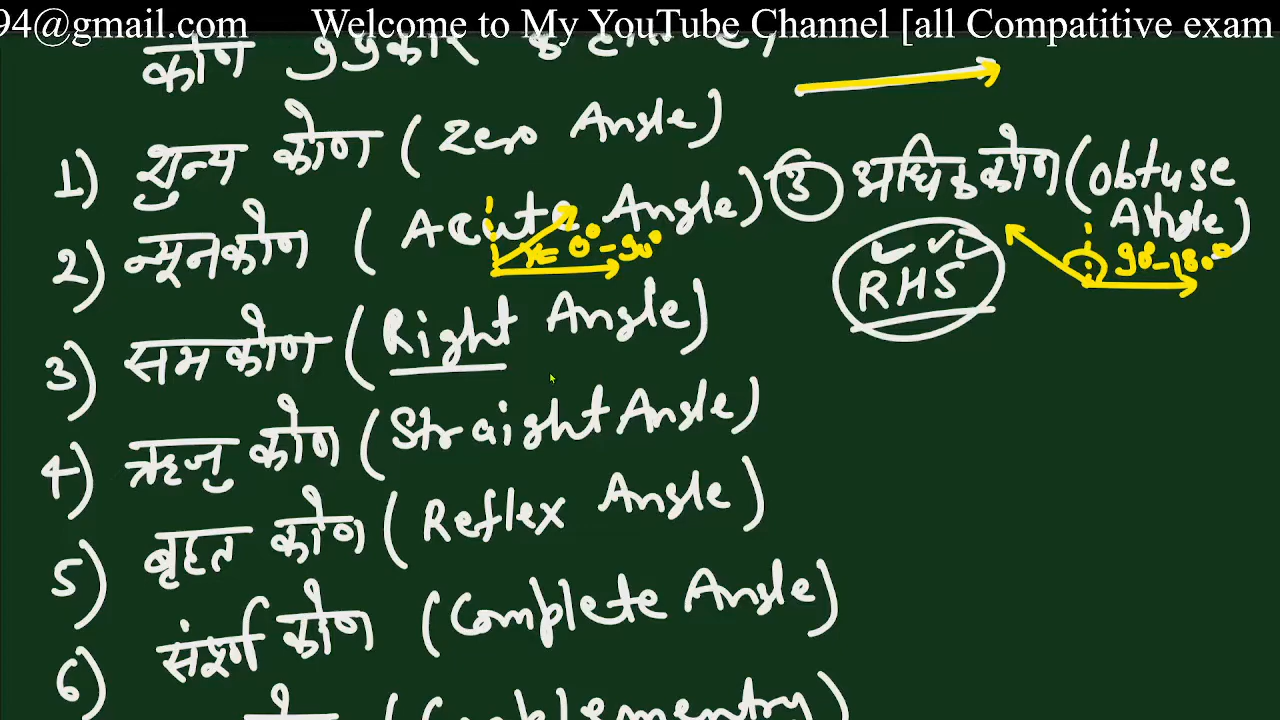 94@gmail.com Welcome to My YouTube Channel [all Compatitive exam
कोण
1) शुन्य कोण (Zero Angle)
2) न्यूनकोण (Acute Angle)
0° - 90°
3) समकोण (Right Angle)
4) ऋजु कोण (Straight Angle)
5) बृहत कोण (Reflex Angle)
6) संपूर्ण कोण (Complete Angle)
(Complementry)
③ अधिक कोण (Obtuse
Angle)
90° - 180°
RHS